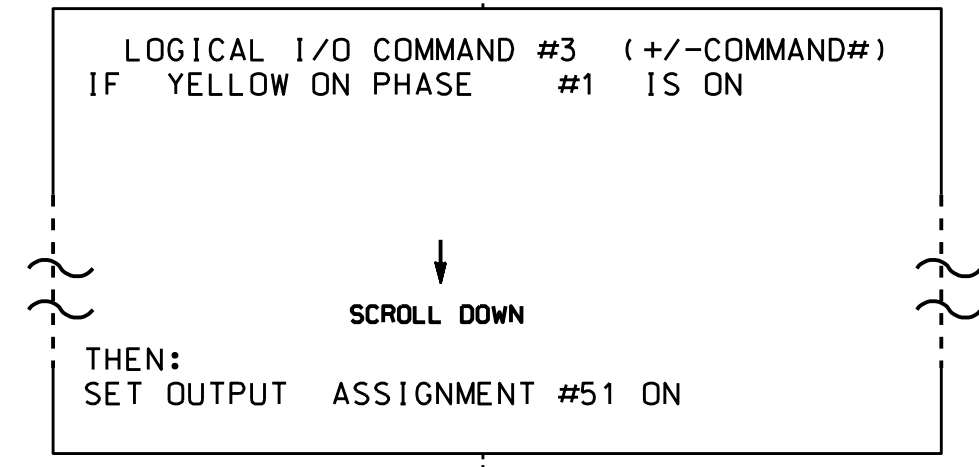 LOGICAL I/O COMMAND #3 (+/-COMMAND#)
IF YELLOW ON PHASE #1 IS ON
SCROLL DOWN
THEN:
SET OUTPUT ASSIGNMENT #51 ON